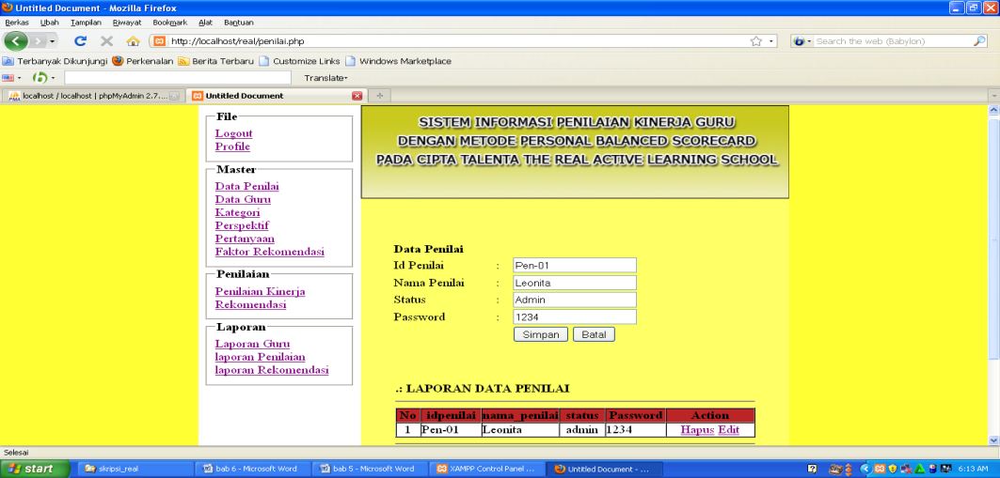 Untitled Document - Mozilla Firefox
Berkas Ubah Tampilan Riwayat Bookmark Alat Bantuan
http://localhost/real/penilai.php
Search the web (Babylon)
Terbanyak Dikunjungi Perkenalan Berita Terbaru Customize Links Windows Marketplace
Translate
localhost / localhost | phpMyAdmin 2.7.... Untitled Document
File
Logout
Profile
Master
Data Penilai
Data Guru
Kategori
Perspektif
Pertanyaan
Faktor Rekomendasi
Penilaian
Penilaian Kinerja
Rekomendasi
Laporan
Laporan Guru
laporan Penilaian
laporan Rekomendasi
SISTEM INFORMASI PENILAIAN KINERJA GURU
DENGAN METODE PERSONAL BALANCED SCORECARD
PADA CIPTA TALENTA THE REAL ACTIVE LEARNING SCHOOL
Data Penilai
Id Penilai : Pen-01
Nama Penilai : Leonita
Status : Admin
Password : 1234
Simpan Batal
.: LAPORAN DATA PENILAI
No idpenilai nama_penilai status Password Action
1 Pen-01 Leonita admin 1234 Hapus Edit
Selesai
start skripsi_real bab 6 - Microsoft Word bab 5 - Microsoft Word XAMPP Control Panel ... Untitled Document - ... 6:13 AM